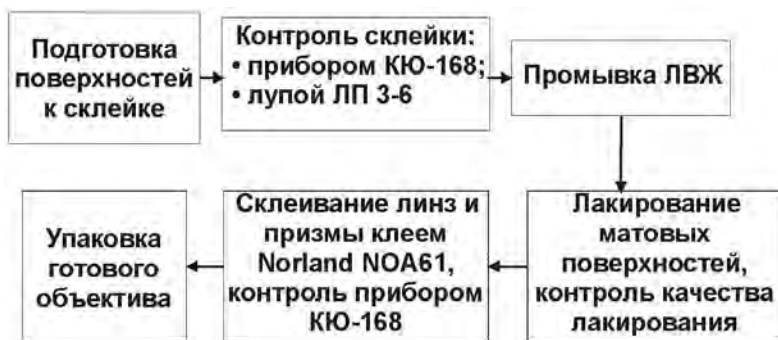 Подготовка
поверхностей
к склейке
Контроль склейки:
• прибором КЮ-168;
• лупой ЛП 3-6
Промывка ЛВЖ
Лакирование
матовых
поверхностей,
контроль качества
лакирования
Склеивание линз и
призмы клеем
Norland NOA61,
контроль прибором
КЮ-168
Упаковка
готового
объектива